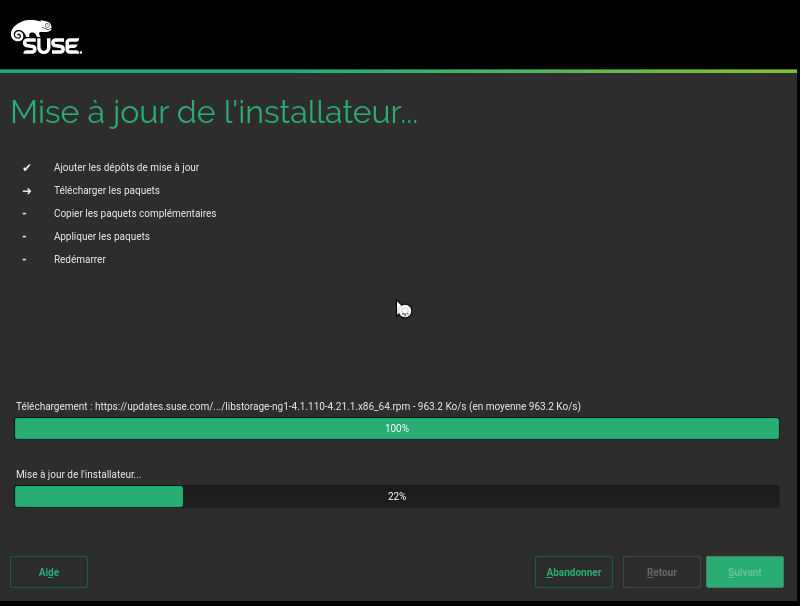 SUSE.
Mise à jour de l'installateur...
✔ Ajouter les dépôts de mise à jour
➔ Télécharger les paquets
- Copier les paquets complémentaires
- Appliquer les paquets
- Redémarrer
Téléchargement : https://updates.suse.com/.../libstorage-ng1-4.1.110-4.21.1.x86_64.rpm - 963.2 Ko/s (en moyenne 963.2 Ko/s)
100%
Mise à jour de l'installateur...
22%
Aide Abandonner Retour Suivant